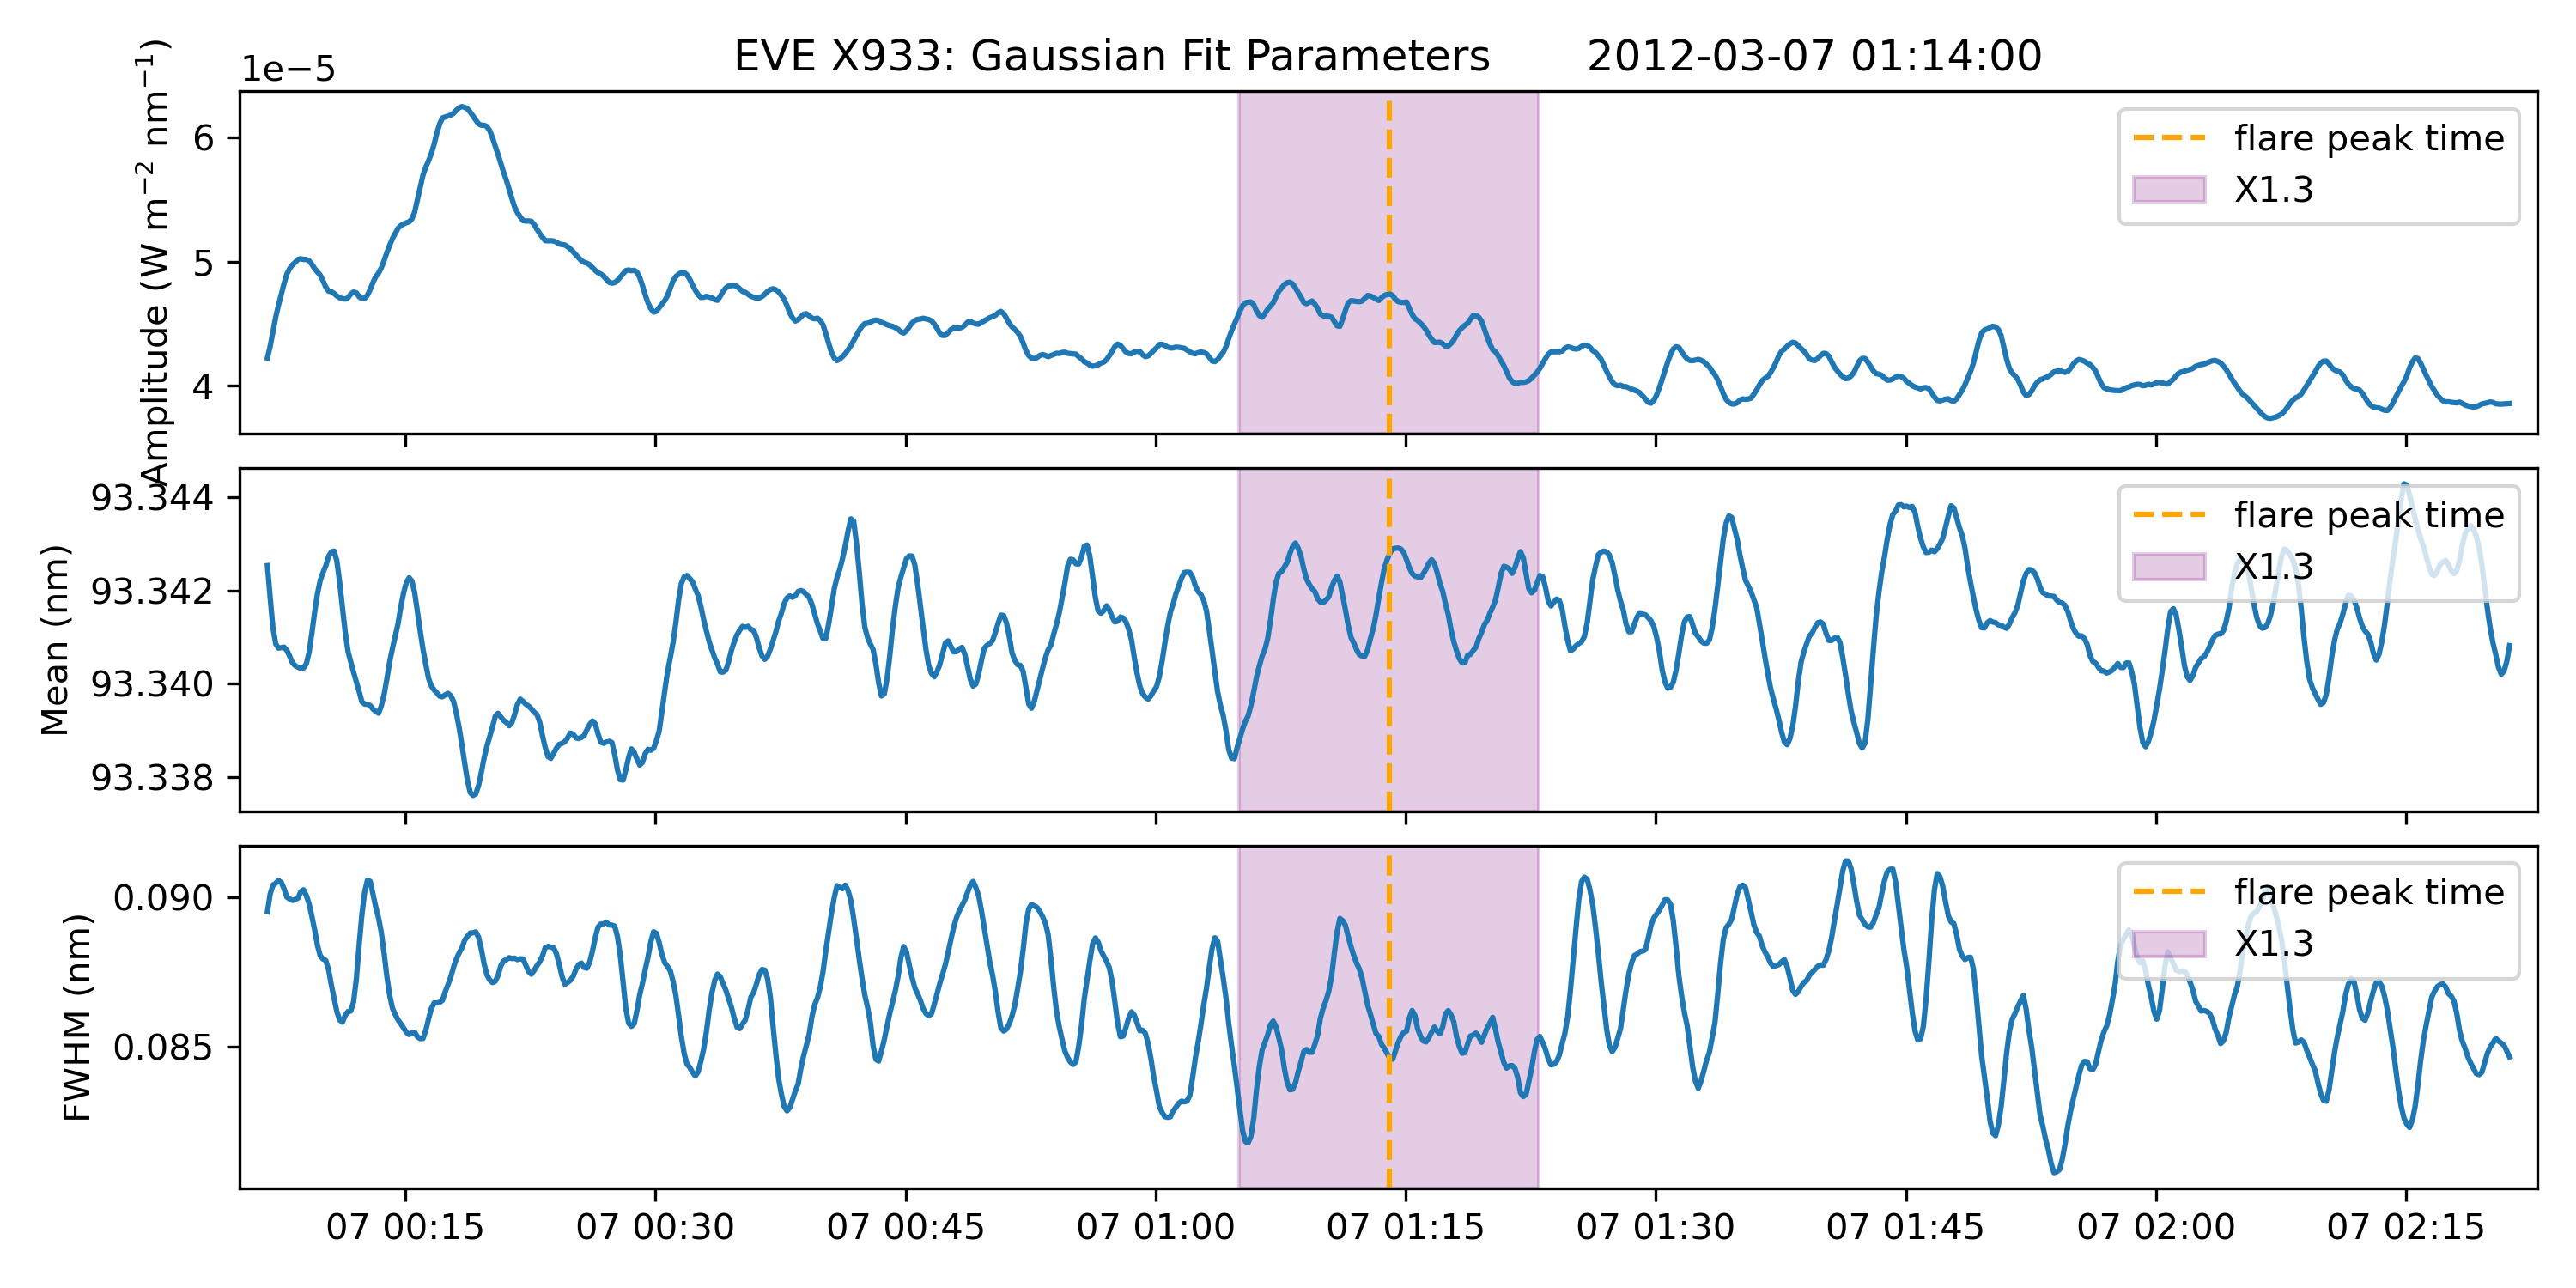 EVE X933: Gaussian Fit Parameters 2012-03-07 01:14:00
1e−5
Amplitude (W m⁻² nm⁻¹)
6
5
4
flare peak time
X1.3
Mean (nm)
93.344
93.342
93.340
93.338
flare peak time
X1.3
FWHM (nm)
0.090
0.085
flare peak time
X1.3
07 00:15 07 00:30 07 00:45 07 01:00 07 01:15 07 01:30 07 01:45 07 02:00 07 02:15